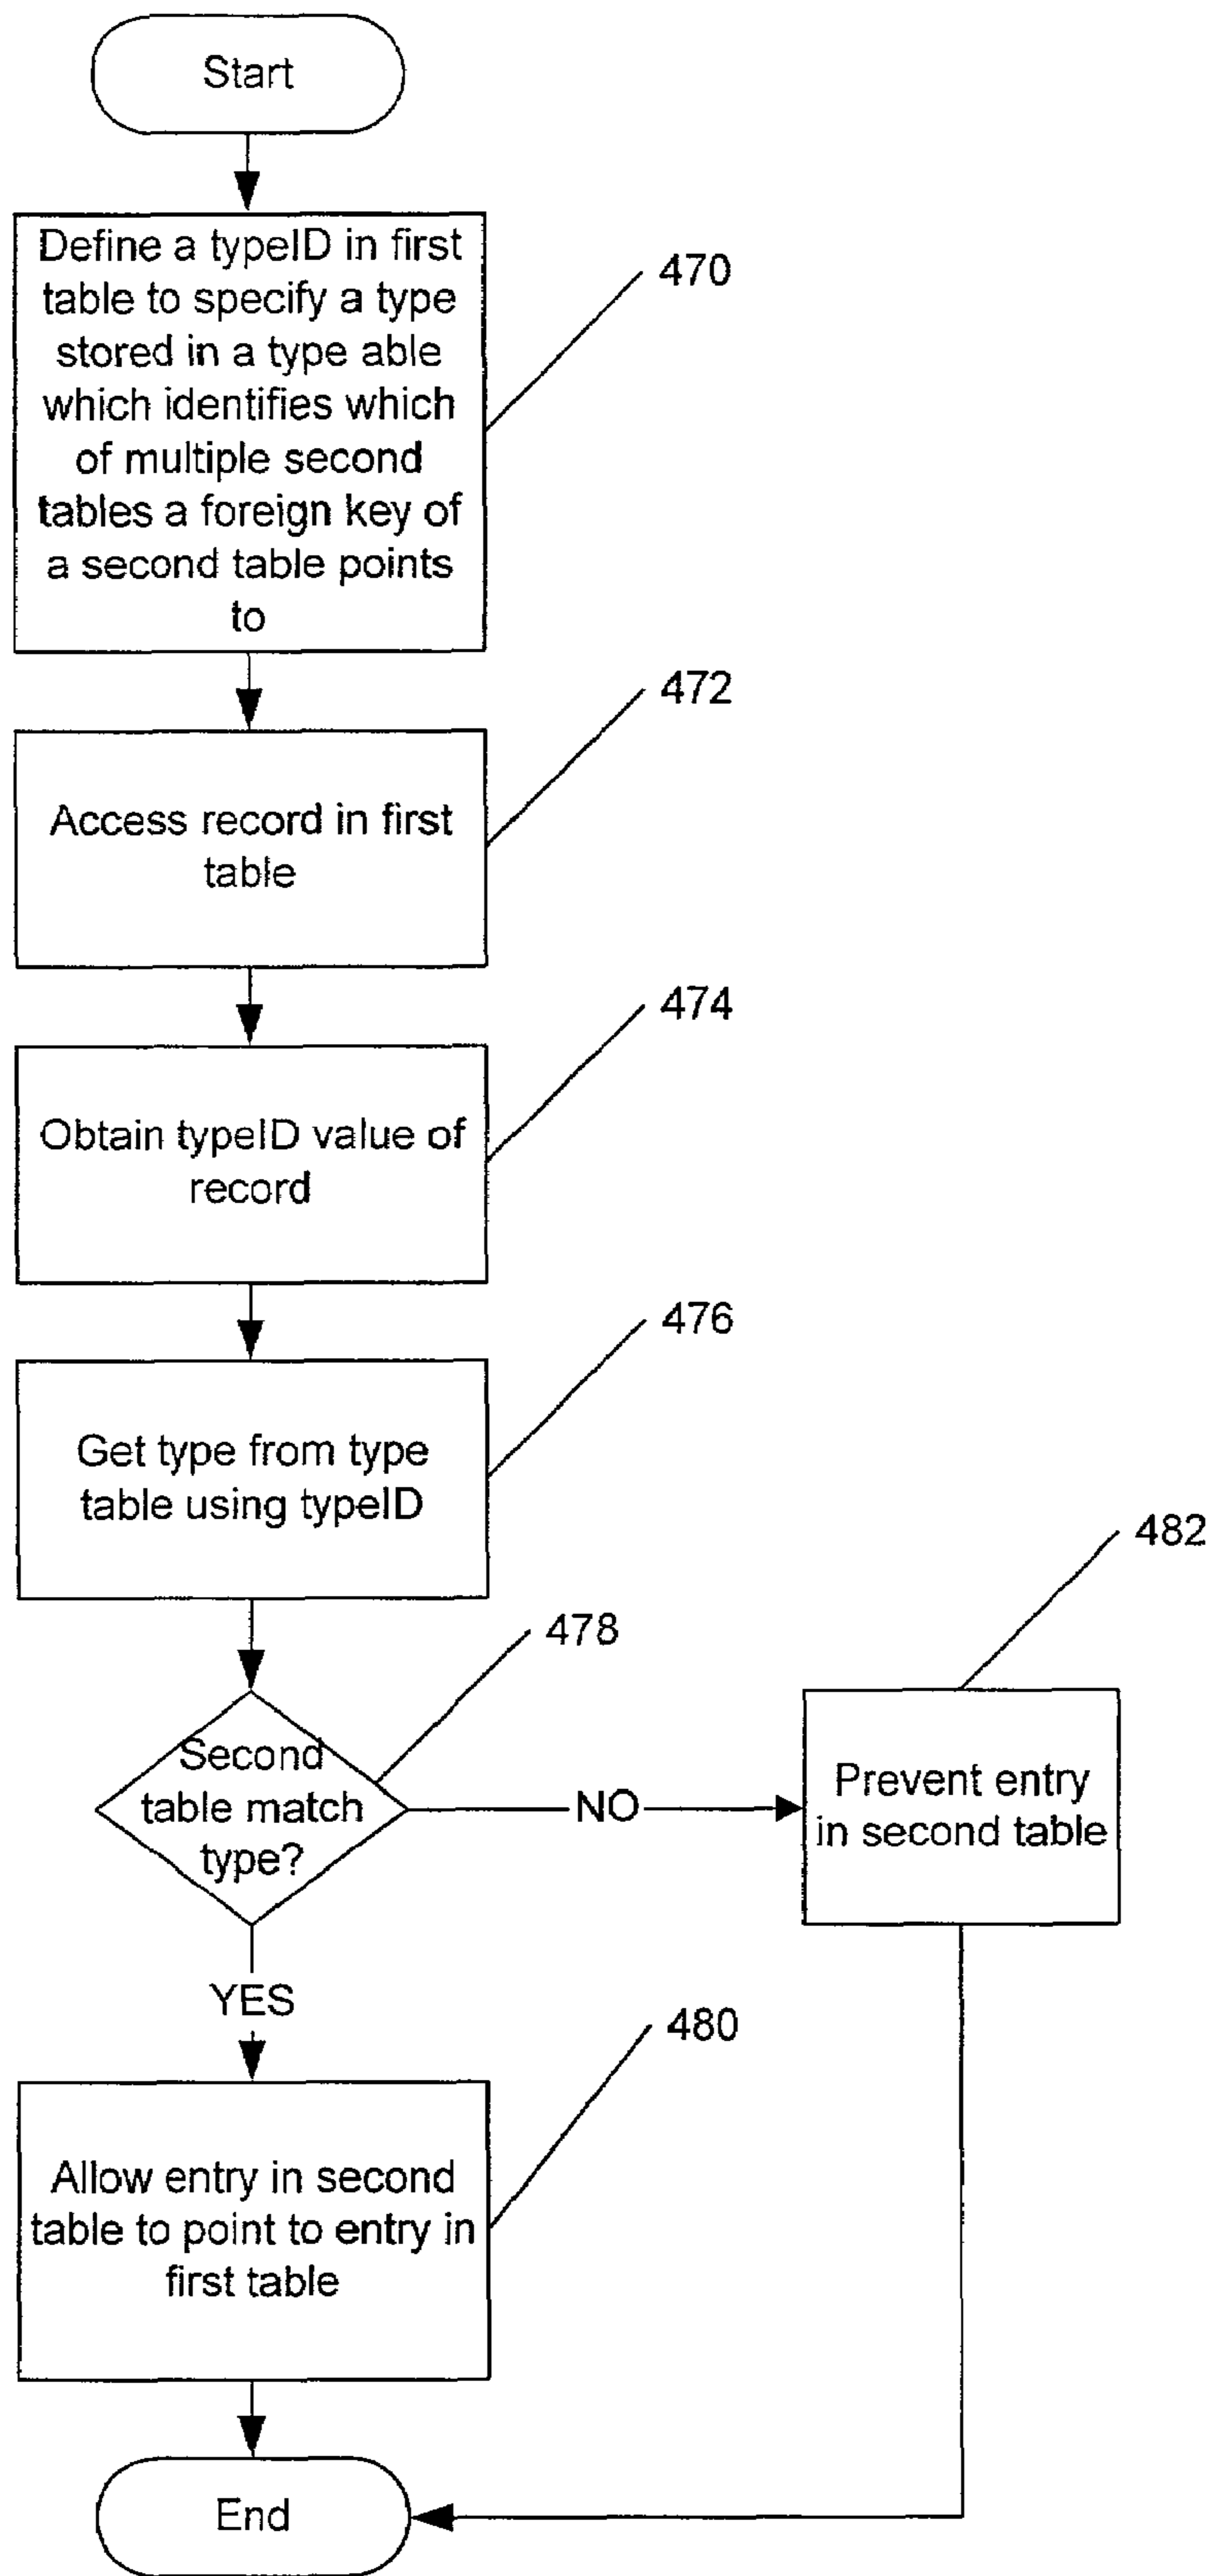 Start
Define a typeID in first
table to specify a type
stored in a type able
which identifies which
of multiple second
tables a foreign key of
a second table points
to
470
Access record in first
table
472
Obtain typeID value of
record
474
Get type from type
table using typeID
476
Second
table match
type?
478
NO
Prevent entry
in second table
482
YES
Allow entry in second
table to point to entry in
first table
480
End